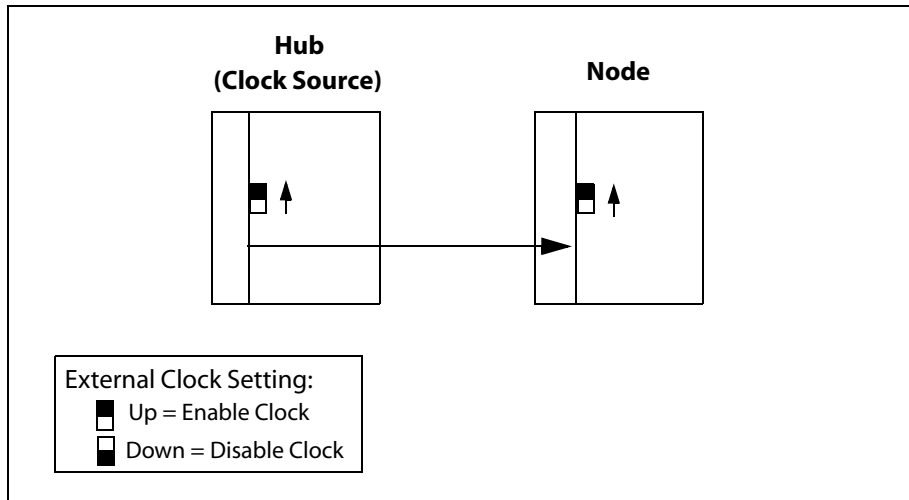 Hub
(Clock Source)
Node
External Clock Setting:
Up = Enable Clock
Down = Disable Clock